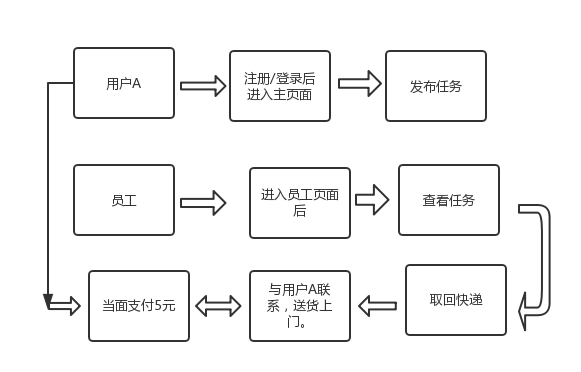 用户A
注册/登录后
进入主页面
发布任务
员工
进入员工页面
后
查看任务
当面支付5元
与用户A联
系，送货上
门。
取回快递